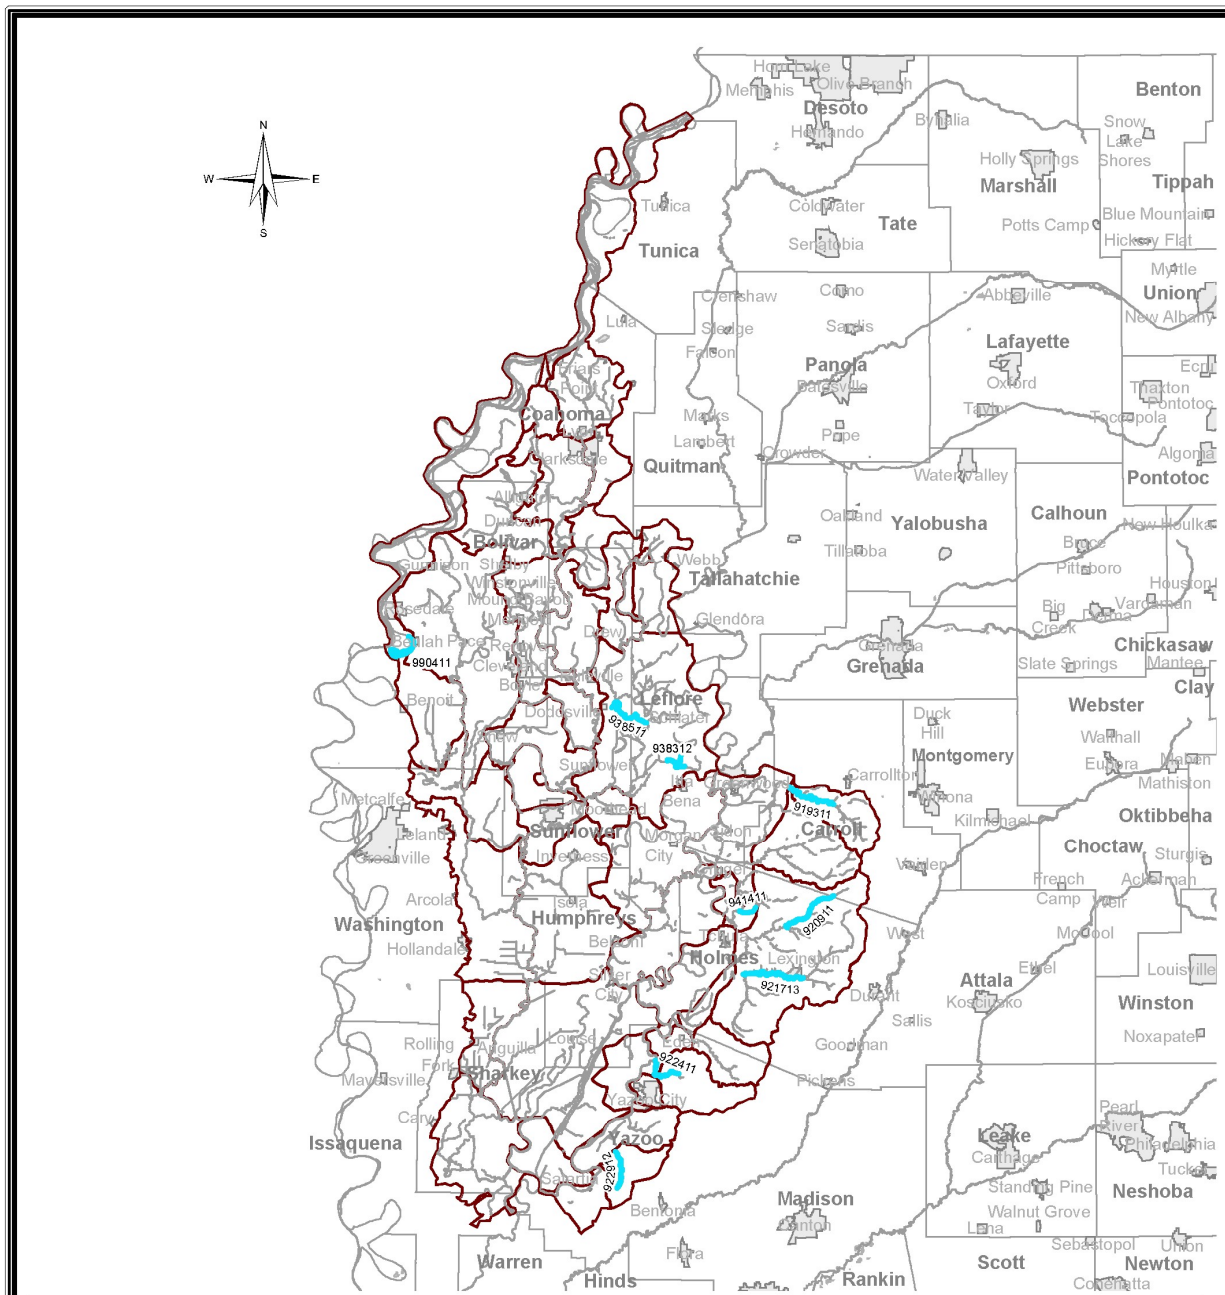 Horn Lake
Olive Branch
Memphis
Desoto
Hernando
Byhalia
Benton
Snow
Lake
Shores
N
W
E
S
Holly Springs
Marshall
Tippah
Tunica
Coldwater
Tate
Potts Camp
Blue Mountain
Hickory Flat
Senatobia
Tunica
Myrtle
Crenshaw
Como
Abbeville
Union
New Albany
Lula
Sledge
Sardis
Lafayette
Falcon
Panola
Ecru
Friars
Point
Batesville
Oxford
Thaxton
Pontotoc
Coahoma
Marks
Taylor
Toccopola
Lambert
Pope
Clarksdale
Crowder
Algoma
Quitman
Water Valley
Pontotoc
Alligator
Duncan
Oakland
Yalobusha
Calhoun
New Houlka
Bolivar
Tillatoba
Bruce
Gunnison
Shelby
Webb
Pittsboro
Winstonville
Tallahatchie
Houston
Mound Bayou
Rosedale
Merigold
Glendora
Big
Creek
Vardaman
Beulah
Pace
Renova
Drew
Grenada
Chickasaw
990411
Cleveland
Grenada
Slate Springs
Mantee
Boyle
Ruleville
Clay
Benoit
Leflore
Webster
Doddsville
Schlater
938511
Duck
Hill
Walthall
Shaw
938312
Montgomery
Eupora
Maben
Sunflower
Itta
Bena
Greenwood
Carrollton
Mathiston
Metcalfe
Moorhead
919311
Winona
Kilmichael
Oktibbeha
Leland
Sunflower
Morgan
City
Sidon
Carroll
Greenville
Inverness
Choctaw
Sturgis
Cruger
Vaiden
French
Camp
Ackerman
Arcola
Isola
941411
920911
Weir
Washington
Humphreys
Tchula
West
McCool
Hollandale
Belzoni
Holmes
Lexington
Silver
City
921713
Ethel
Louisville
Attala
Durant
Kosciusko
Winston
Sallis
Rolling
Fork
Anguilla
Louise
Eden
Goodman
Noxapater
922411
Sharkey
Mayersville
Pickens
Yazoo City
Cary
Pearl
River
Issaquena
Yazoo
Leake
Philadelphia
Carthage
922912
Satartia
Tucker
Standing Pine
Neshoba
Bentonia
Madison
Walnut Grove
Canton
Lena
Sebastopol
Union
Flora
Warren
Scott
Newton
Hinds
Rankin
Conehatta